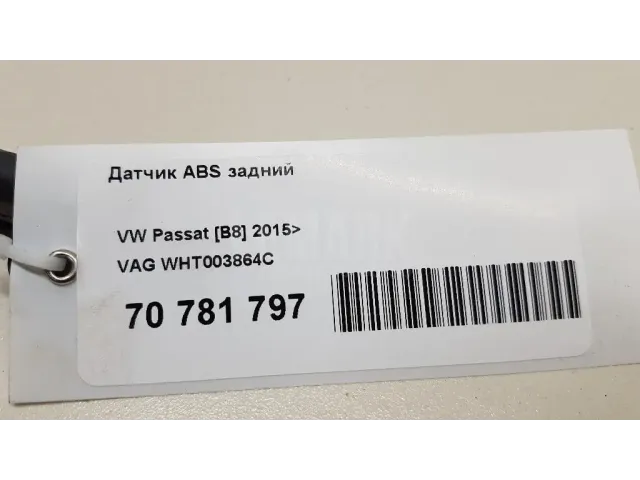 Датчик ABS задний
VW Passat [B8] 2015>
VAG WHT003864C
70 781 797